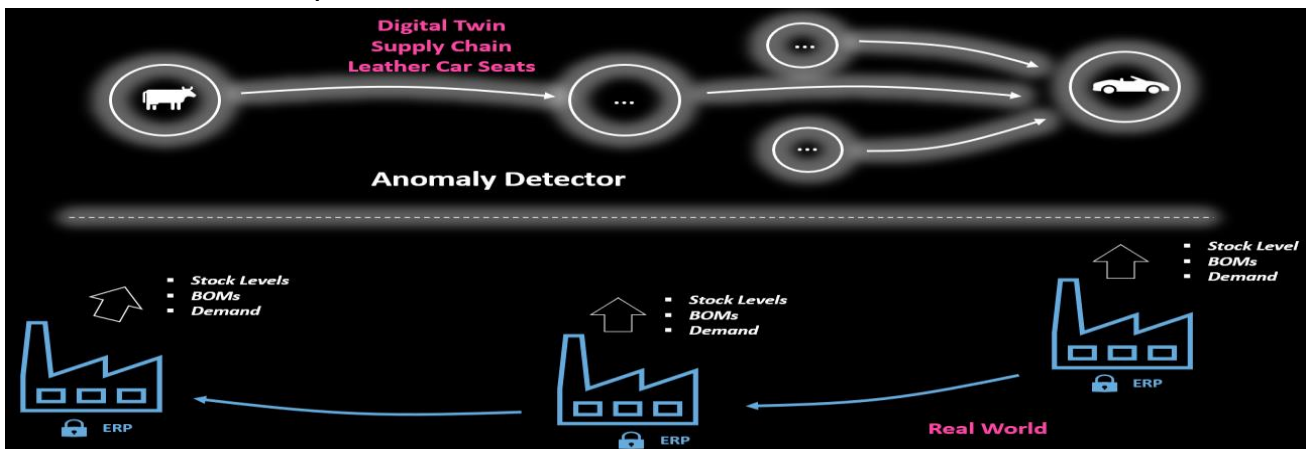 Digital Twin
Supply Chain
Leather Car Seats
...
...
...
Anomaly Detector
▪ Stock Level
▪ BOMs
▪ Demand
▪ Stock Levels
▪ BOMs
▪ Demand
▪ Stock Levels
▪ BOMs
▪ Demand
ERP
Real World
ERP
ERP